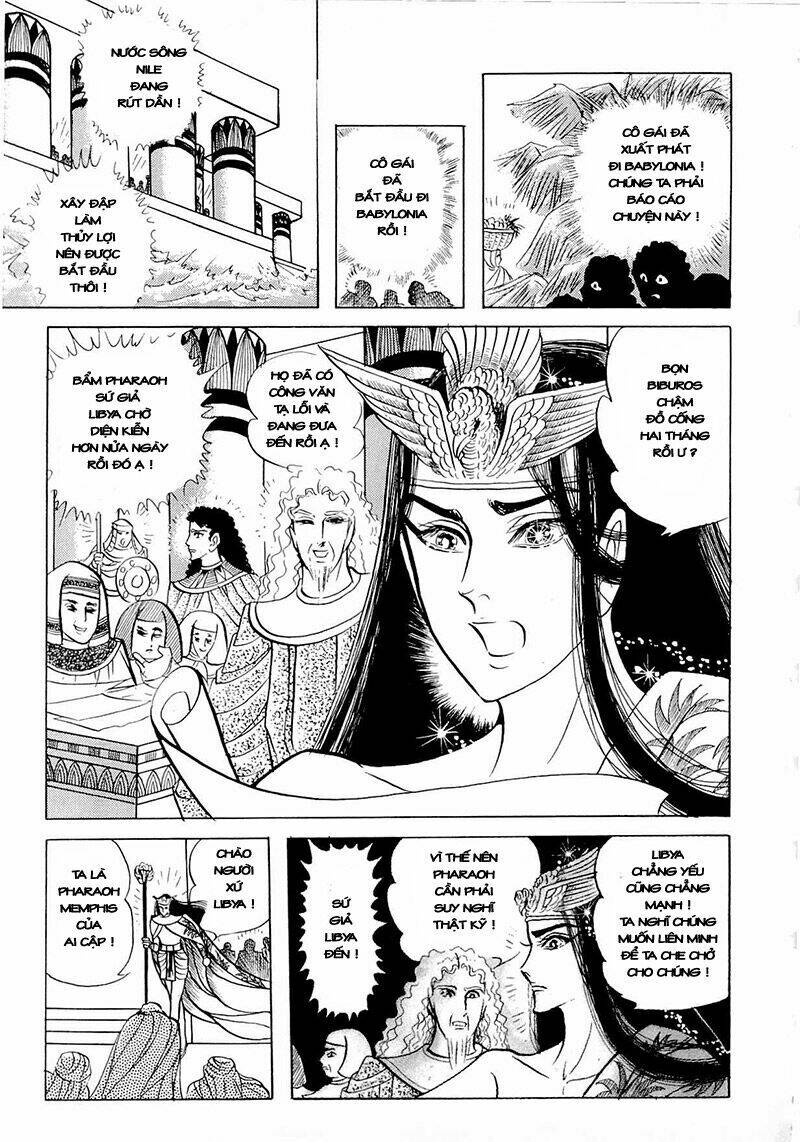 NƯỚC SÔNG
NILE
ĐANG
RÚT DẦN !
XÂY ĐẬP
LÀM
THỦY LỢI
NÊN ĐƯỢC
BẮT ĐẦU
THÔI !
CÔ GÁI
ĐÃ
BẮT ĐẦU ĐI
BABYLONIA
RỒI !
CÔ GÁI ĐÃ
XUẤT PHÁT
ĐI BABYLONIA !
CHÚNG TA PHẢI
BÁO CÁO
CHUYỆN NÀY !
BẨM PHARAOH
SỨ GIẢ
LIBYA CHỜ
DIỆN KIẾN
HƠN NỬA NGÀY
RỒI ĐÓ Ạ !
HỌ ĐÃ CÓ
CÔNG VĂN
TẠ LỖI VÀ
ĐANG ĐƯA
ĐẾN RỒI Ạ !
BỌN
BIBUROS
CHẬM
ĐỒ CỐNG
HAI THÁNG
RỒI Ư ?
TA LÀ
PHARAOH
MEMPHIS
CỦA
AI CẬP !
CHÀO
NGƯỜI
XỨ
LIBYA !
SỨ
GIẢ
LIBYA
ĐẾN !
VÌ THẾ NÊN
PHARAOH
CẦN PHẢI
SUY NGHĨ
THẬT KỸ !
LIBYA
CHẲNG YẾU
CŨNG CHẲNG
MẠNH !
TA NGHĨ CHÚNG
MUỐN LIÊN MINH
ĐỂ TA CHE CHỞ
CHO CHÚNG !